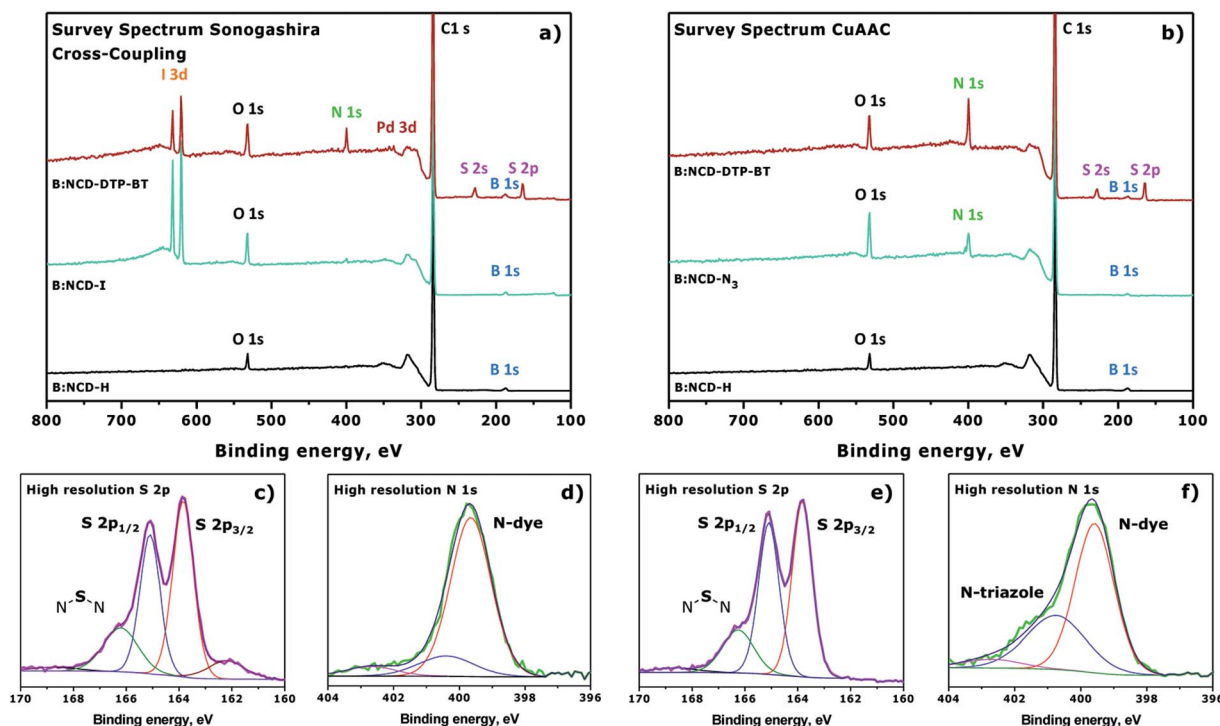 Survey Spectrum Sonogashira
Cross-Coupling
C1 s
a)
I 3d
O 1s
N 1s
Pd 3d
S 2s
S 2p
B 1s
B:NCD-DTP-BT
O 1s
B 1s
B:NCD-I
O 1s
B 1s
B:NCD-H
800 700 600 500 400 300 200 100
Binding energy, eV
Survey Spectrum CuAAC
C 1s
b)
O 1s
N 1s
S 2s
S 2p
B 1s
B:NCD-DTP-BT
O 1s
N 1s
B 1s
B:NCD-N3
O 1s
B 1s
B:NCD-H
800 700 600 500 400 300 200 100
Binding energy, eV
High resolution S 2p
c)
S 2p1/2
S 2p3/2
S
N N
170 168 166 164 162 160
Binding energy, eV
High resolution N 1s
d)
N-dye
404 402 400 398 396
Binding energy, eV
High resolution S 2p
e)
S 2p1/2
S 2p3/2
S
N N
170 168 166 164 162 160
Binding energy, eV
High resolution N 1s
f)
N-dye
N-triazole
404 402 400 398 396
Binding energy, eV